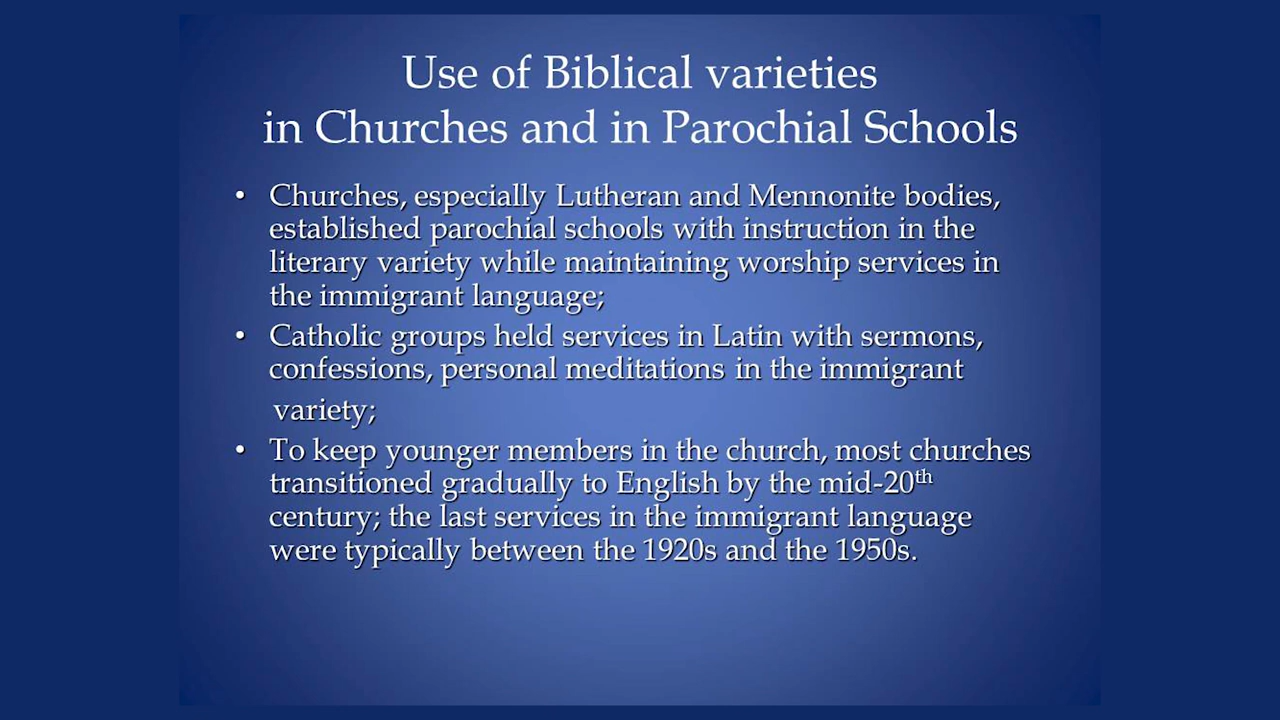 Use of Biblical varieties
in Churches and in Parochial Schools
• Churches, especially Lutheran and Mennonite bodies,
established parochial schools with instruction in the
literary variety while maintaining worship services in
the immigrant language;
• Catholic groups held services in Latin with sermons,
confessions, personal meditations in the immigrant
variety;
• To keep younger members in the church, most churches
transitioned gradually to English by the mid-20th
century; the last services in the immigrant language
were typically between the 1920s and the 1950s.